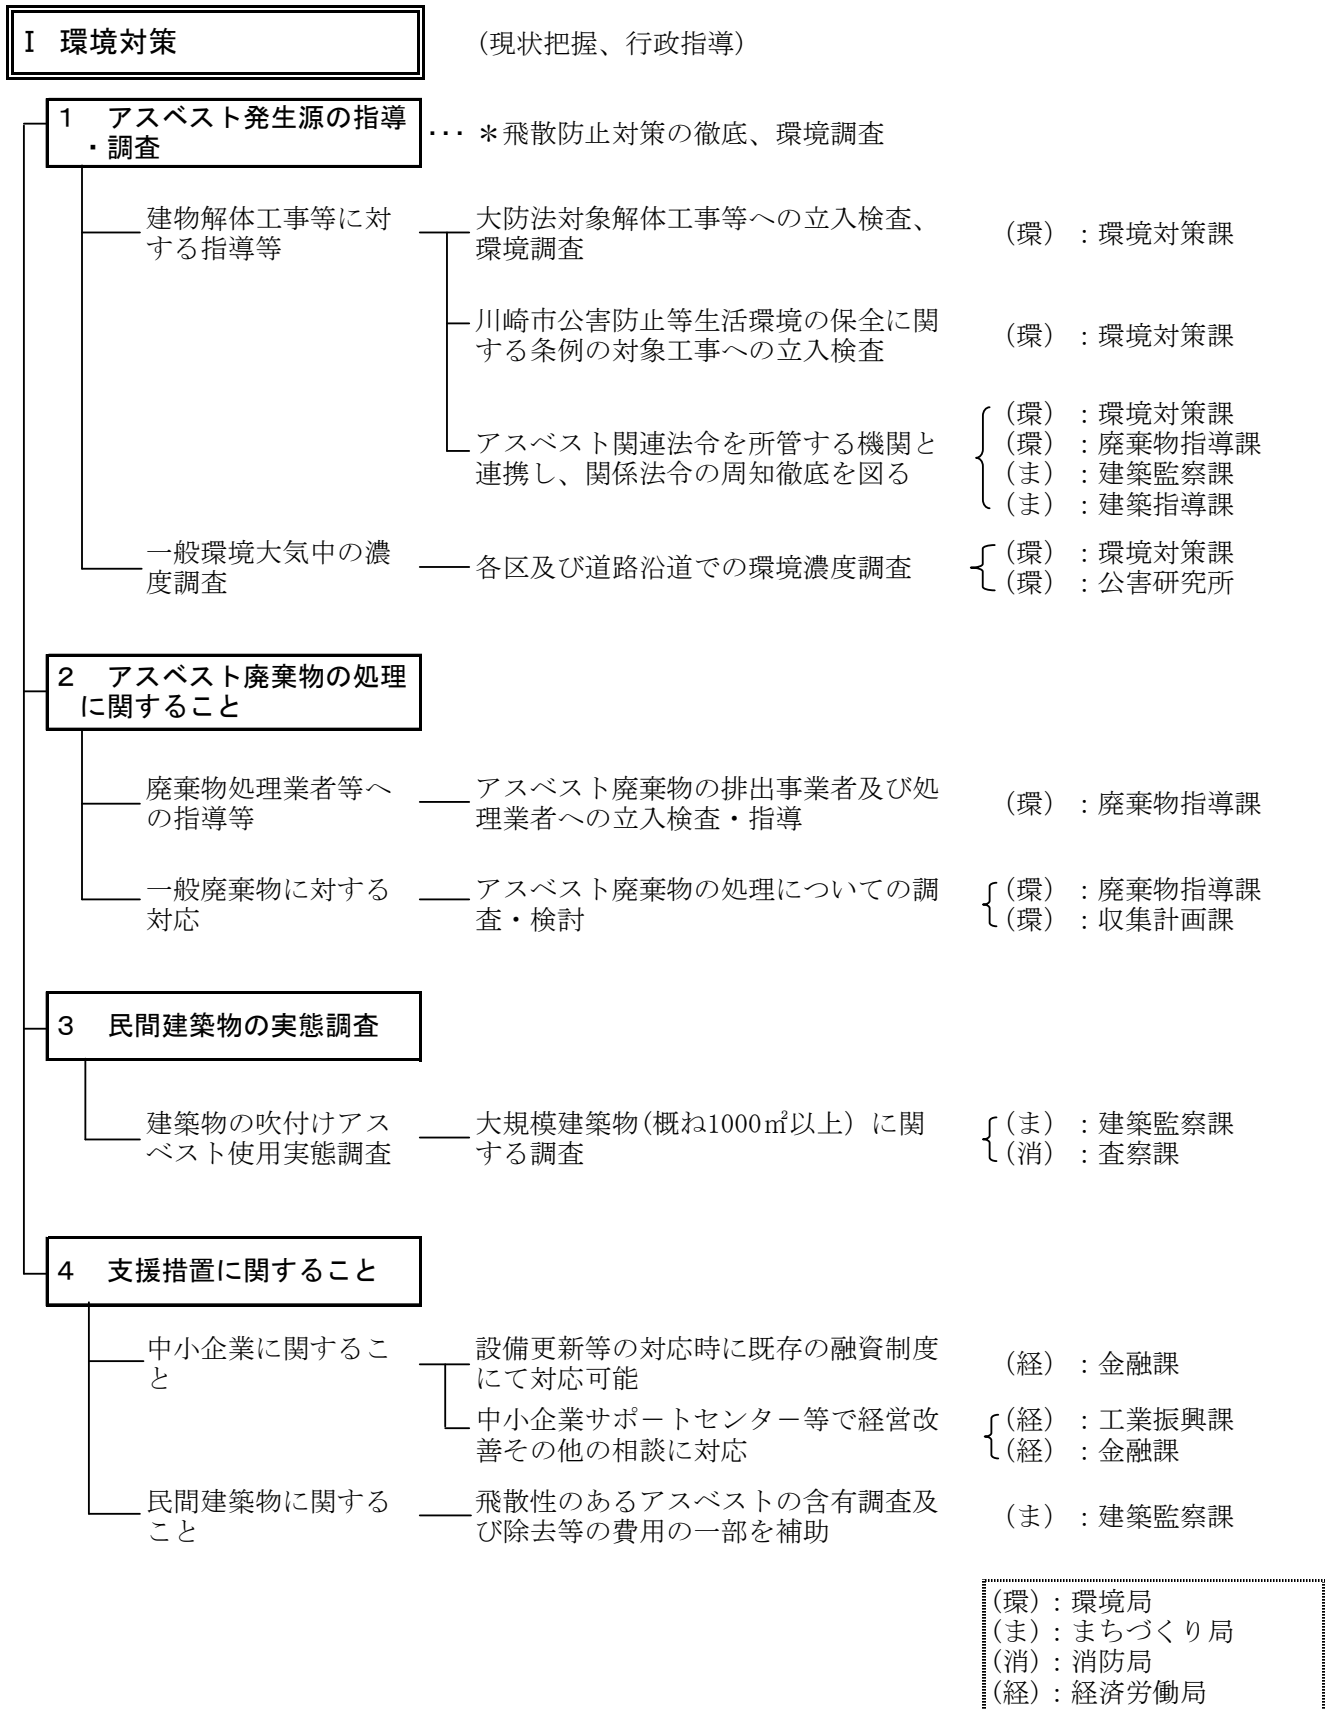 Ⅰ 環境対策 (現状把握、行政指導)
1 アスベスト発生源の指導
・調査
･･･ ＊飛散防止対策の徹底、環境調査
建物解体工事等に対
する指導等
大防法対象解体工事等への立入検査、
環境調査
(環) ：環境対策課
川崎市公害防止等生活環境の保全に関
する条例の対象工事への立入検査
(環) ：環境対策課
アスベスト関連法令を所管する機関と
連携し、関係法令の周知徹底を図る
(環) ：環境対策課
(環) ：廃棄物指導課
(ま) ：建築監察課
(ま) ：建築指導課
一般環境大気中の濃
度調査
各区及び道路沿道での環境濃度調査
(環) ：環境対策課
(環) ：公害研究所
2 アスベスト廃棄物の処理
に関すること
廃棄物処理業者等へ
の指導等
アスベスト廃棄物の排出事業者及び処
理業者への立入検査・指導
(環) ：廃棄物指導課
一般廃棄物に対する
対応
アスベスト廃棄物の処理についての調
査・検討
(環) ：廃棄物指導課
(環) ：収集計画課
3 民間建築物の実態調査
建築物の吹付けアス
ベスト使用実態調査
大規模建築物(概ね1000㎡以上) に関
する調査
(ま) ：建築監察課
(消) ：査察課
4 支援措置に関すること
中小企業に関するこ
と
設備更新等の対応時に既存の融資制度
にて対応可能
(経) ：金融課
中小企業サポ－トセンタ－等で経営改
善その他の相談に対応
(経) ：工業振興課
(経) ：金融課
民間建築物に関する
こと
飛散性のあるアスベストの含有調査及
び除去等の費用の一部を補助
(ま) ：建築監察課
(環)：環境局
(ま)：まちづくり局
(消)：消防局
(経)：経済労働局